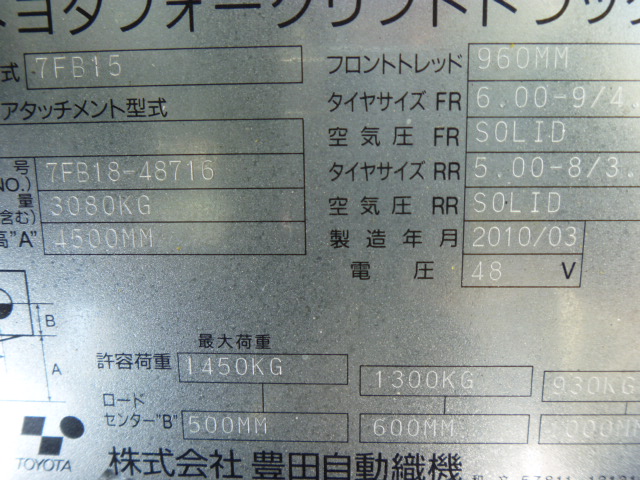 トヨタフォークリフトトラック
式 7FB15
フロントトレッド 960MM
アタッチメント型式
タイヤサイズ FR 6.00-9/4.
空気圧 FR SOLID
号 7FB18-48716
NO.)
タイヤサイズ RR 5.00-8/3.
量 3080KG
含む)
空気圧 RR SOLID
高"A" 4500MM
製造年月 2010/03
電圧 48 V
最大荷重
許容荷重 1450KG 1300KG 930KG
B
A
ロード
センター"B" 500MM 600MM 000MM
TOYOTA 株式会社 豊田自動織機